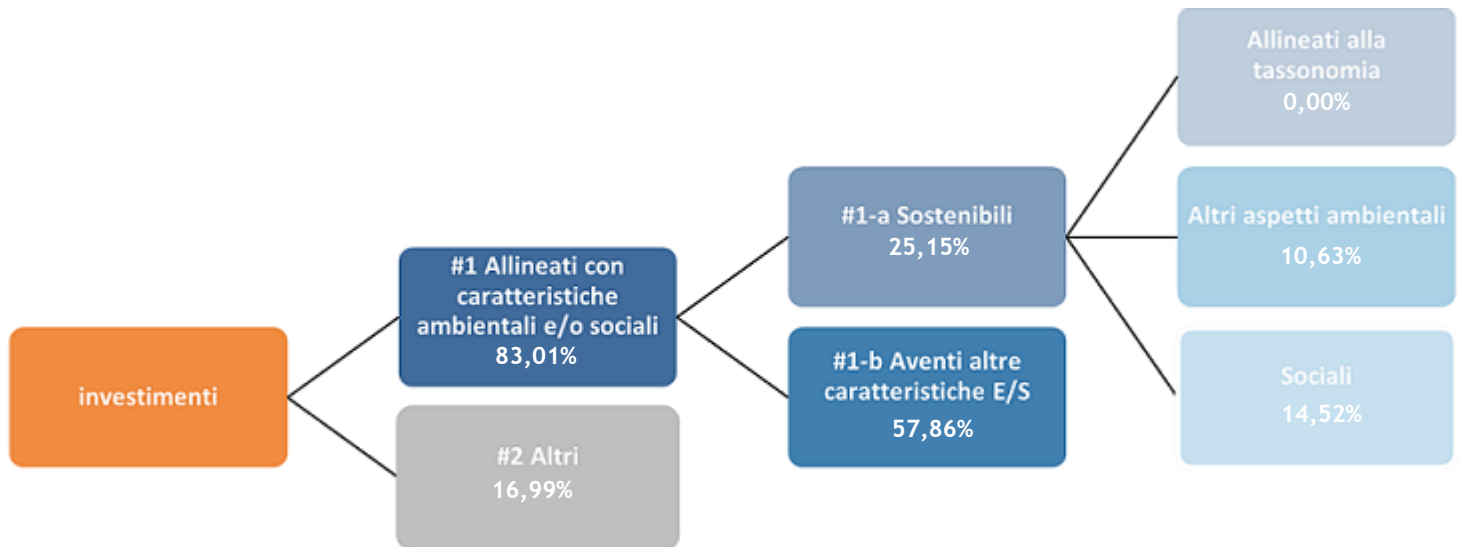 investimenti
#1 Allineati con
caratteristiche
ambientali e/o sociali
83,01%
#2 Altri
16,99%
#1-a Sostenibili
25,15%
#1-b Aventi altre
caratteristiche E/S
57,86%
Allineati alla
tassonomia
0,00%
Altri aspetti ambientali
10,63%
Sociali
14,52%